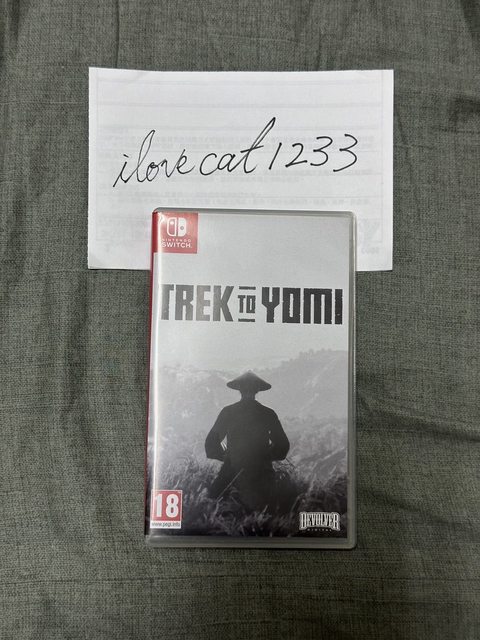 ilovecat1233
NINTENDO
SWITCH
TREK TO YOMI
18
www.pegi.info
DEVOLVER
DIGITAL